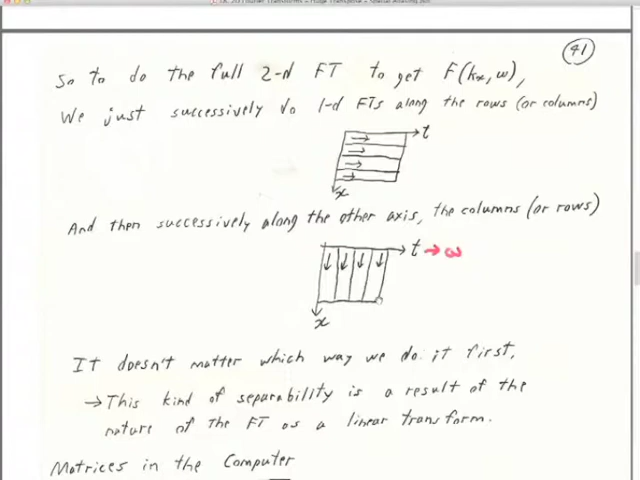 41
So to do the full 2-d FT to get F(kx, ω),
We just successively do 1-d FTs along the rows (or columns)
t
x
And then successively along the other axis, the columns (or rows)
t → ω
x
It doesn't matter which way we do it first,
→ This kind of separability is a result of the
nature of the FT as a linear transform.
Matrices in the Computer